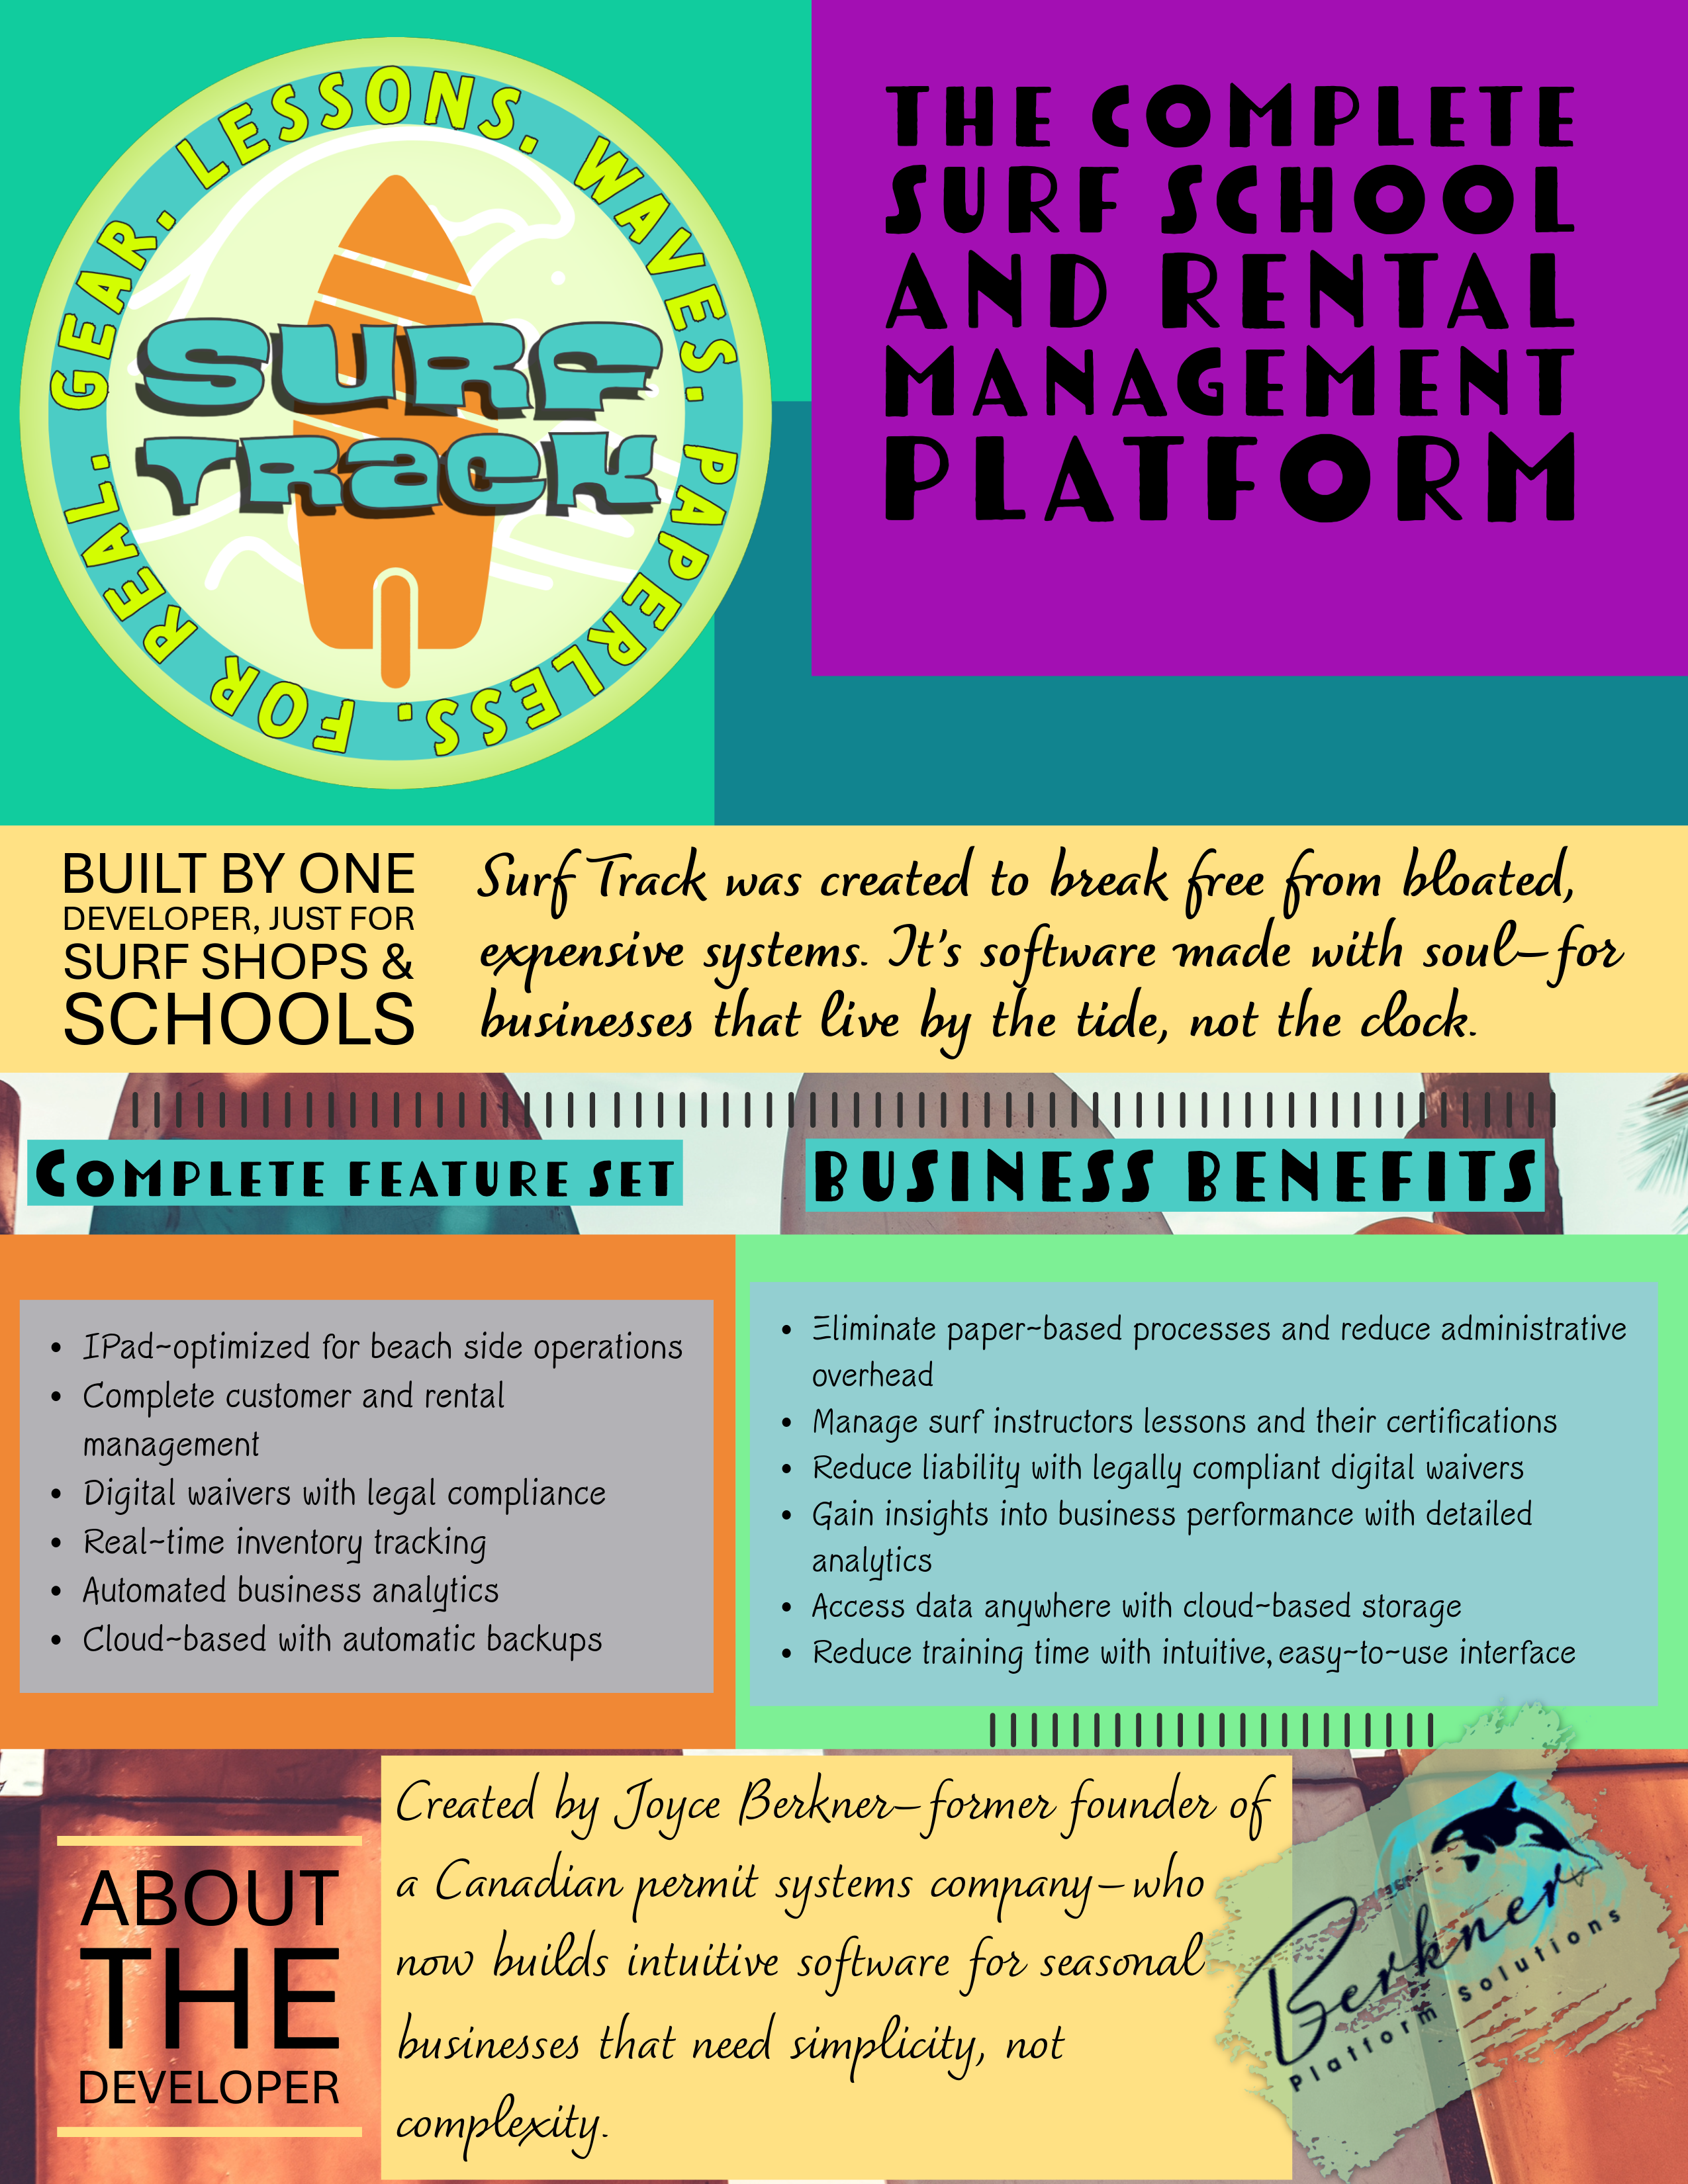 LESSONS. WAVES. PAPERLESS. FOR REAL. GEAR.
SURF
TRaCK
THE COMPLETE
SURF SCHOOL
AND RENTAL
MANAGEMENT
PLATFORM
BUILT BY ONE
DEVELOPER, JUST FOR
SURF SHOPS &
SCHOOLS
Surf Track was created to break free from bloated,
expensive systems. It's software made with soul—for
businesses that live by the tide, not the clock.
COMPLETE FEATURE SET
BUSINESS BENEFITS
• IPad-optimized for beach side operations
• Complete customer and rental
management
• Digital waivers with legal compliance
• Real-time inventory tracking
• Automated business analytics
• Cloud-based with automatic backups
• Eliminate paper-based processes and reduce administrative
overhead
• Manage surf instructors lessons and their certifications
• Reduce liability with legally compliant digital waivers
• Gain insights into business performance with detailed
analytics
• Access data anywhere with cloud-based storage
• Reduce training time with intuitive, easy-to-use interface
ABOUT
THE
DEVELOPER
Created by Joyce Berkner—former founder of
a Canadian permit systems company—who
now builds intuitive software for seasonal
businesses that need simplicity, not
complexity.
Berkner
Platform Solutions